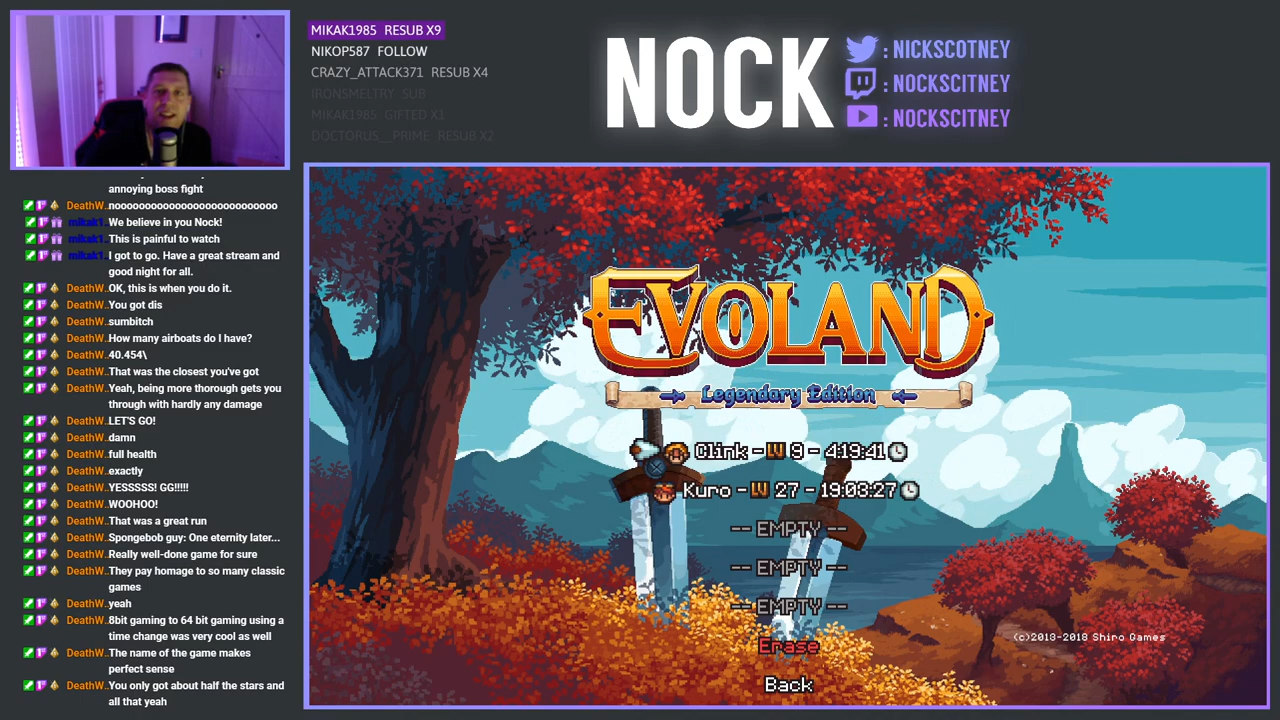 MIKAK1985 RESUB X9
NIKOP587 FOLLOW
CRAZY_ATTACK371 RESUB X4
IRONSMELTRY SUB
MIKAK1985 GIFTED X1
DOCTORUS__PRIME RESUB X2
NOCK
: NICKSCOTNEY
: NOCKSCITNEY
: NOCKSCITNEY
annoying boss fight
DeathW.. noooooooooooooooooooooooooooo
mikak1.. We believe in you Nock!
mikak1.. This is painful to watch
mikak1.. I got to go. Have a great stream and
good night for all.
DeathW.. OK, this is when you do it.
DeathW.. You got dis
DeathW.. sumbitch
DeathW.. How many airboats do I have?
DeathW.. 40.454\
DeathW.. That was the closest you've got
DeathW.. Yeah, being more thorough gets you
through with hardly any damage
DeathW.. LET'S GO!
DeathW.. damn
DeathW.. full health
DeathW.. exactly
DeathW.. YESSSSS! GG!!!!!
DeathW.. WOOHOO!
DeathW.. That was a great run
DeathW.. Spongebob guy: One eternity later...
DeathW.. Really well-done game for sure
DeathW.. They pay homage to so many classic
games
DeathW.. yeah
DeathW.. 8bit gaming to 64 bit gaming using a
time change was very cool as well
DeathW.. The name of the game makes
perfect sense
DeathW.. You only got about half the stars and
all that yeah
EVOLAND
Legendary Edition
Clink - LV 9 - 4:19:41
Kuro - LV 27 - 19:03:27
-- EMPTY --
-- EMPTY --
-- EMPTY --
Erase
Back
(c)2013-2018 Shiro Games